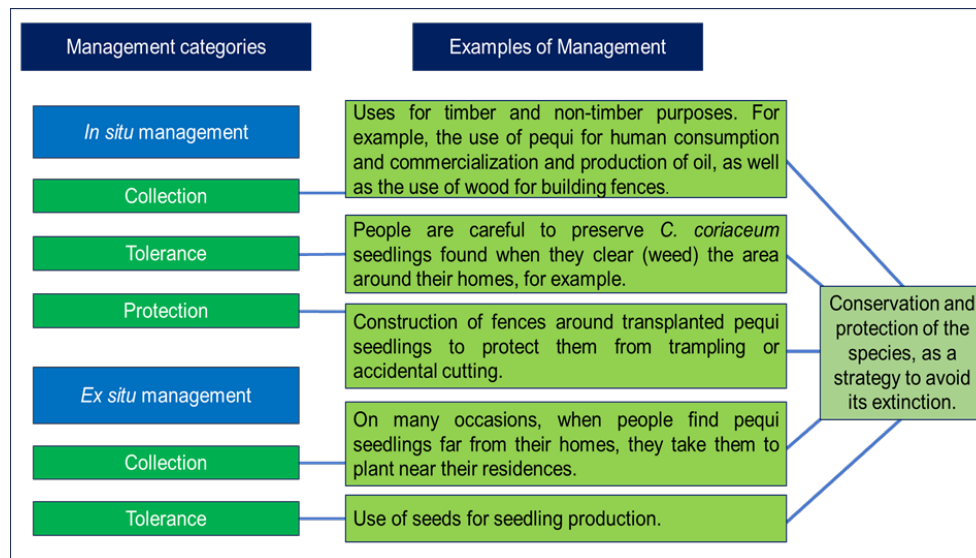 Management categories
Examples of Management
In situ management
Uses for timber and non-timber purposes. For
example, the use of pequi for human consumption
and commercialization and production of oil, as well
as the use of wood for building fences.
Collection
People are careful to preserve C. coriaceum
seedlings found when they clear (weed) the area
around their homes, for example.
Tolerance
Protection
Construction of fences around transplanted pequi
seedlings to protect them from trampling or
accidental cutting.
Conservation and
protection of the
species, as a
strategy to avoid
its extinction.
Ex situ management
On many occasions, when people find pequi
seedlings far from their homes, they take them to
plant near their residences.
Collection
Tolerance
Use of seeds for seedling production.